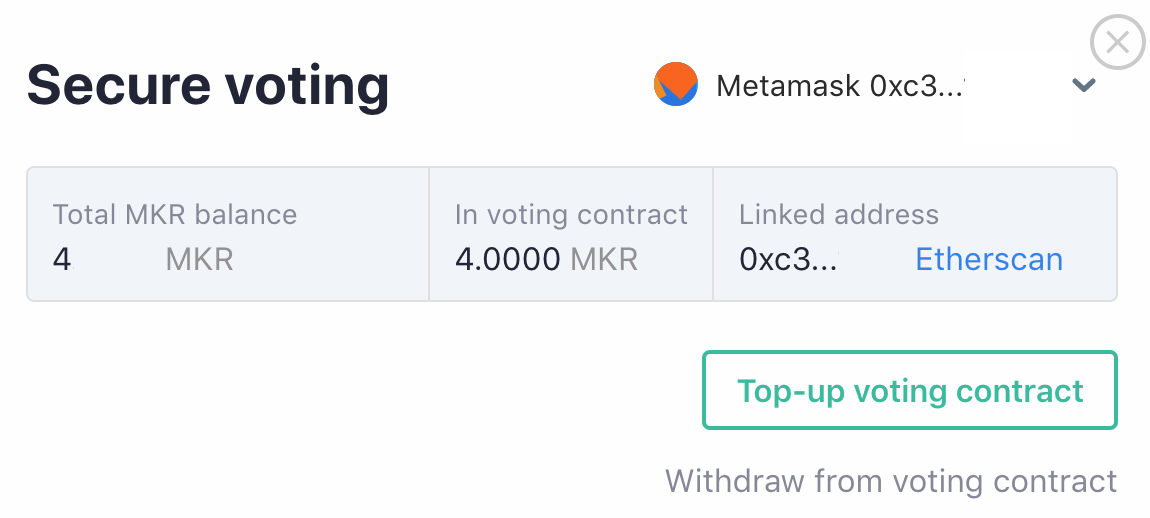 Secure voting
Metamask 0xc3...
Total MKR balance
4 MKR
In voting contract
4.0000 MKR
Linked address
0xc3... Etherscan
Top-up voting contract
Withdraw from voting contract